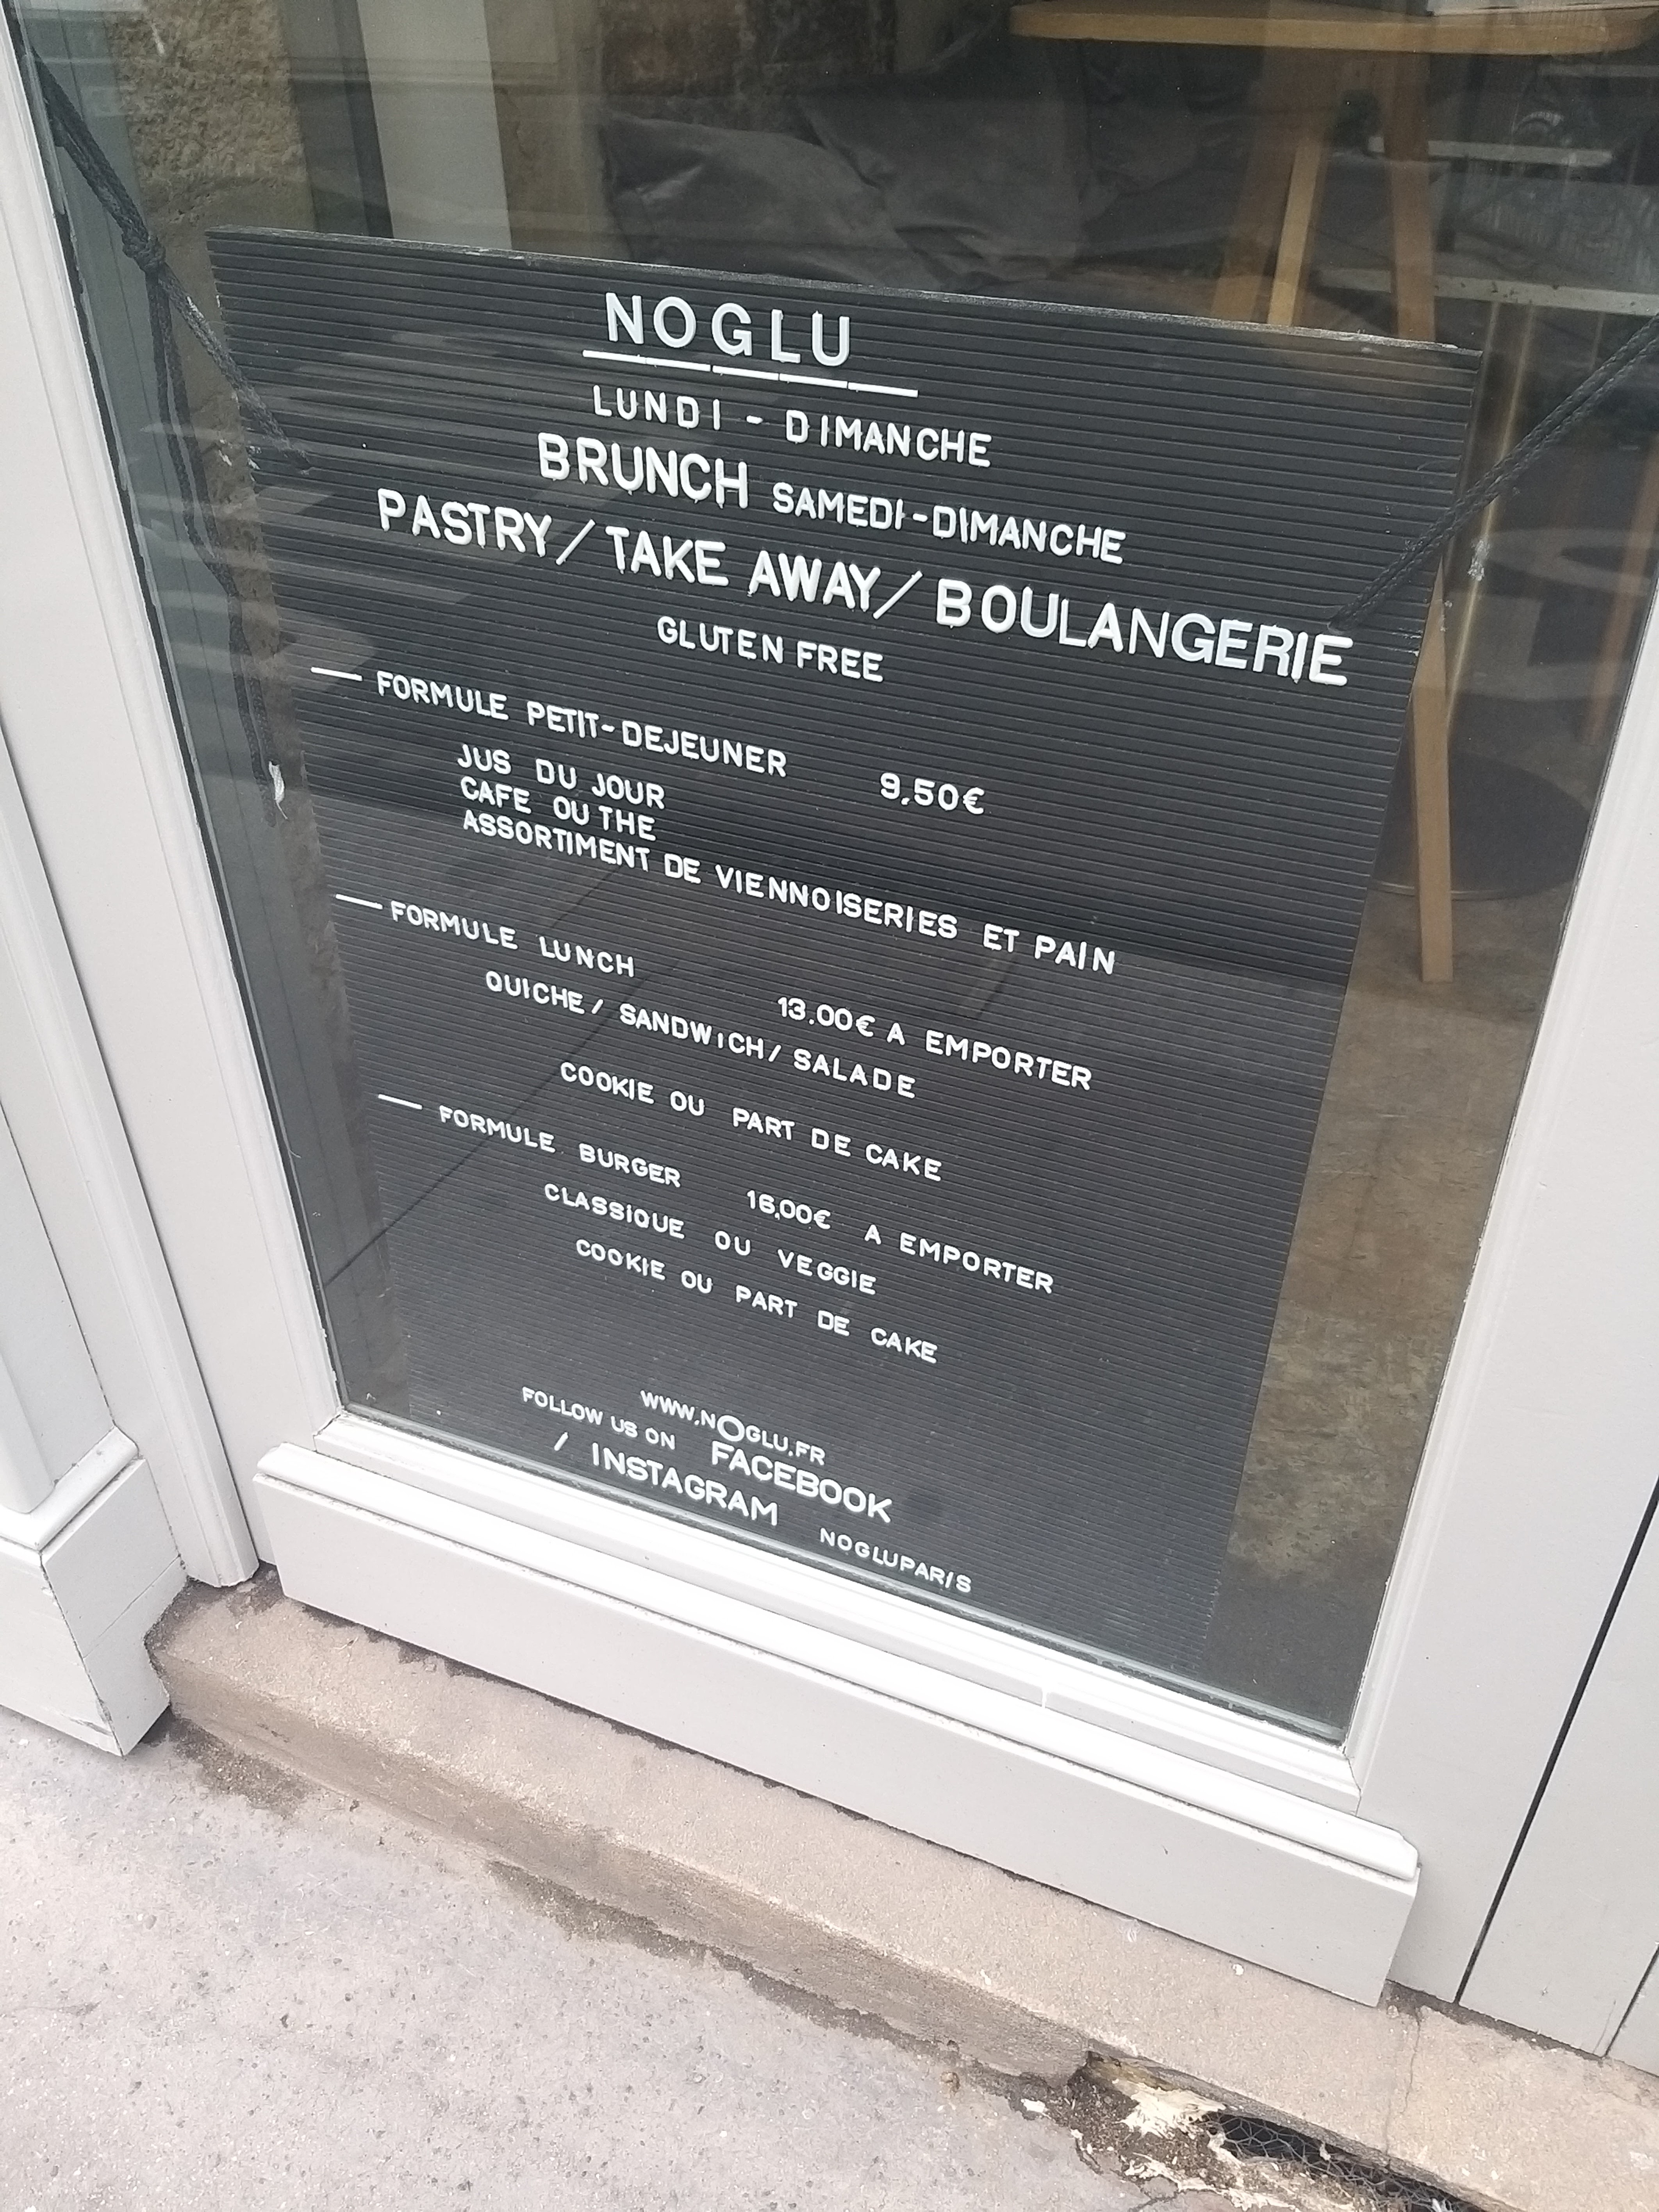 NOGLU
LUNDI - DIMANCHE
BRUNCH SAMEDI-DIMANCHE
PASTRY/ TAKE AWAY/ BOULANGERIE
GLUTEN FREE
— FORMULE PETIT-DEJEUNER 9,50€
JUS DU JOUR
CAFE OU THE
ASSORTIMENT DE VIENNOISERIES ET PAIN
— FORMULE LUNCH 13.00€ A EMPORTER
QUICHE/ SANDWiCH/ SALADE
COOKIE OU PART DE CAKE
— FORMULE BURGER 16,00€ A EMPORTER
CLASSIQUE OU VEGGIE
COOKIE OU PART DE CAKE
WWW.NOGLU.FR
FOLLOW US ON FACEBOOK
/ INSTAGRAM NOGLUPARIS